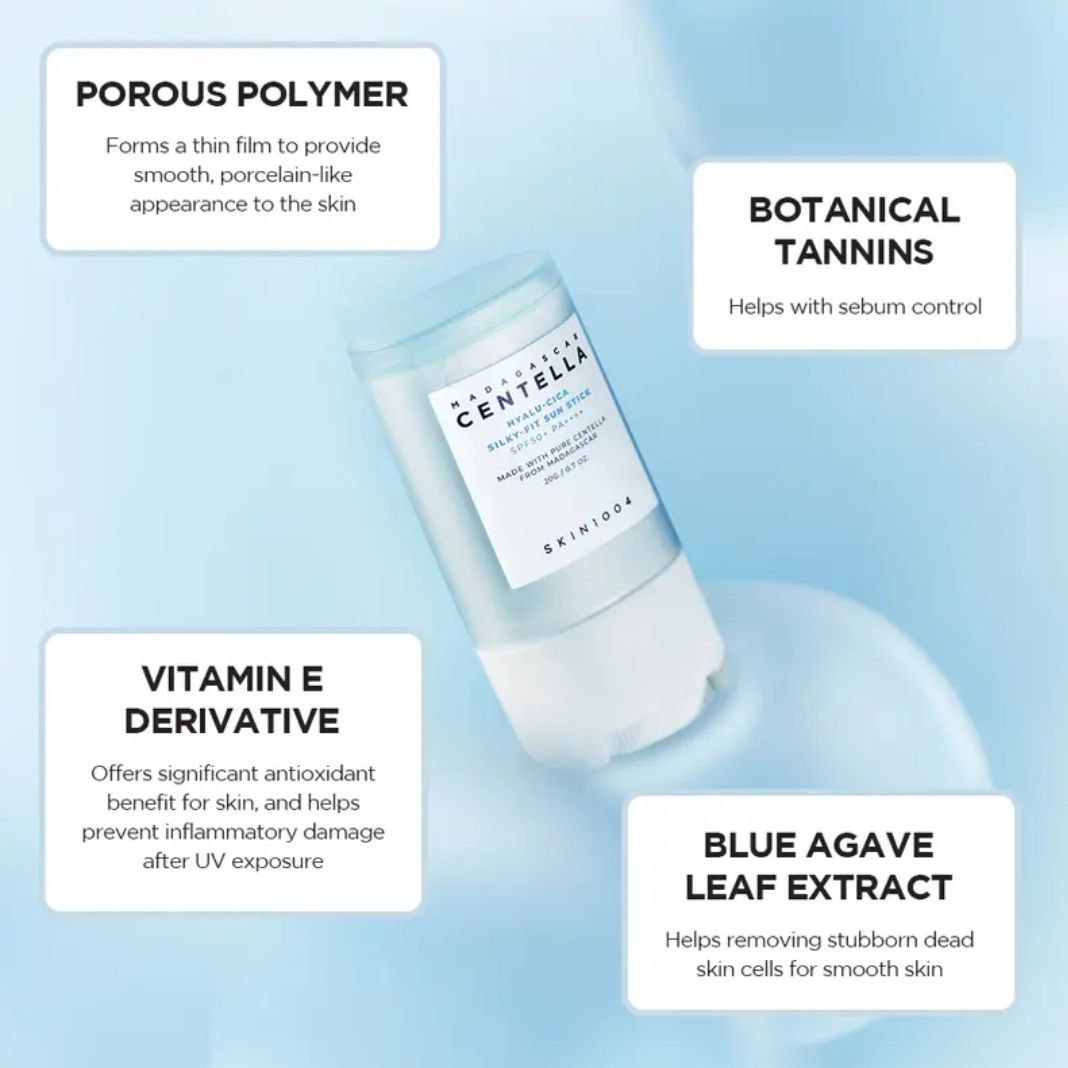 POROUS POLYMER
Forms a thin film to provide
smooth, porcelain-like
appearance to the skin
BOTANICAL
TANNINS
Helps with sebum control
MADAGASCAR
CENTELLA
HYALU-CICA
SILKY-FIT SUN STICK
SPF50+ PA++++
MADE WITH PURE CENTELLA
FROM MADAGASCAR
20G / 0.7 OZ.
SKIN1004
VITAMIN E
DERIVATIVE
Offers significant antioxidant
benefit for skin, and helps
prevent inflammatory damage
after UV exposure
BLUE AGAVE
LEAF EXTRACT
Helps removing stubborn dead
skin cells for smooth skin